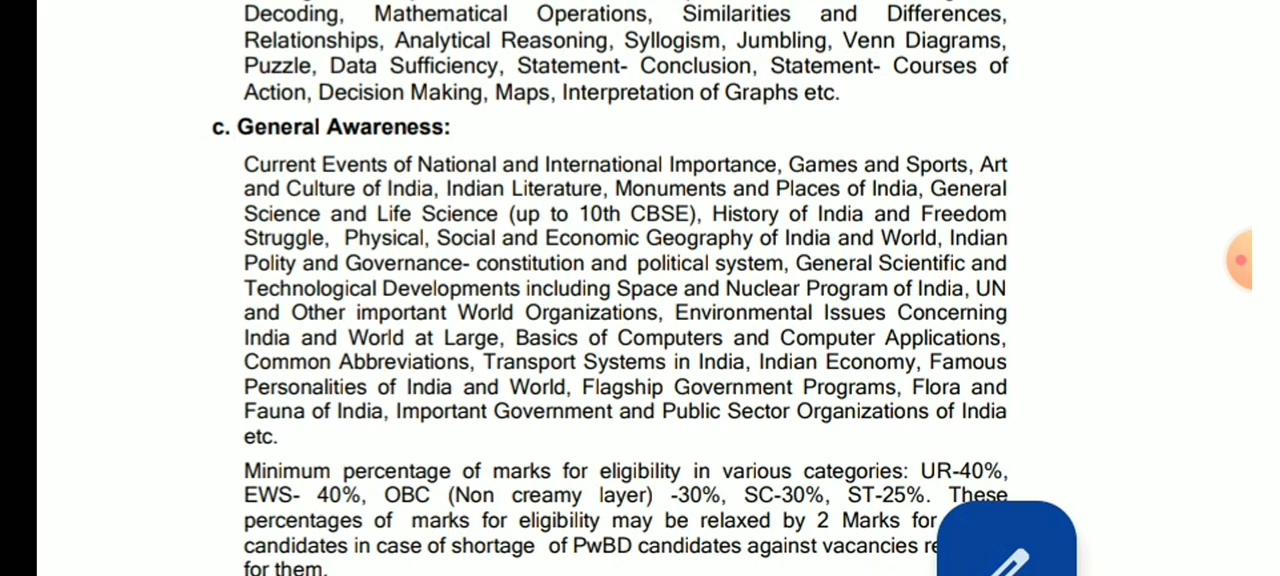 Decoding, Mathematical Operations, Similarities and Differences,
Relationships, Analytical Reasoning, Syllogism, Jumbling, Venn Diagrams,
Puzzle, Data Sufficiency, Statement- Conclusion, Statement- Courses of
Action, Decision Making, Maps, Interpretation of Graphs etc.
c. General Awareness:
Current Events of National and International Importance, Games and Sports, Art
and Culture of India, Indian Literature, Monuments and Places of India, General
Science and Life Science (up to 10th CBSE), History of India and Freedom
Struggle, Physical, Social and Economic Geography of India and World, Indian
Polity and Governance- constitution and political system, General Scientific and
Technological Developments including Space and Nuclear Program of India, UN
and Other important World Organizations, Environmental Issues Concerning
India and World at Large, Basics of Computers and Computer Applications,
Common Abbreviations, Transport Systems in India, Indian Economy, Famous
Personalities of India and World, Flagship Government Programs, Flora and
Fauna of India, Important Government and Public Sector Organizations of India
etc.
Minimum percentage of marks for eligibility in various categories: UR-40%,
EWS- 40%, OBC (Non creamy layer) -30%, SC-30%, ST-25%. These
percentages of marks for eligibility may be relaxed by 2 Marks for
candidates in case of shortage of PwBD candidates against vacancies
for them.